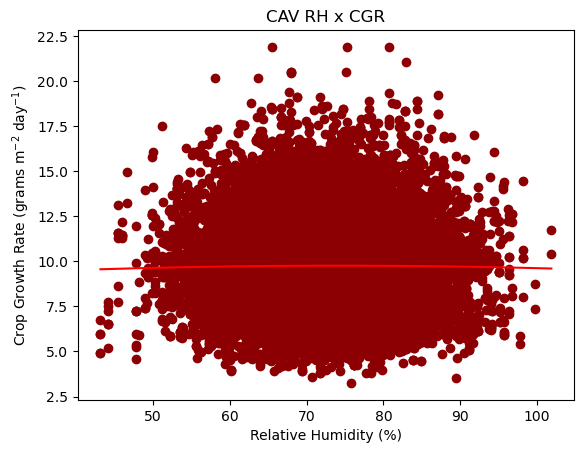 CAV RH x CGR
22.5
20.0
17.5
15.0
12.5
10.0
7.5
5.0
2.5
Crop Growth Rate (grams m⁻² day⁻¹)
50 60 70 80 90 100
Relative Humidity (%)